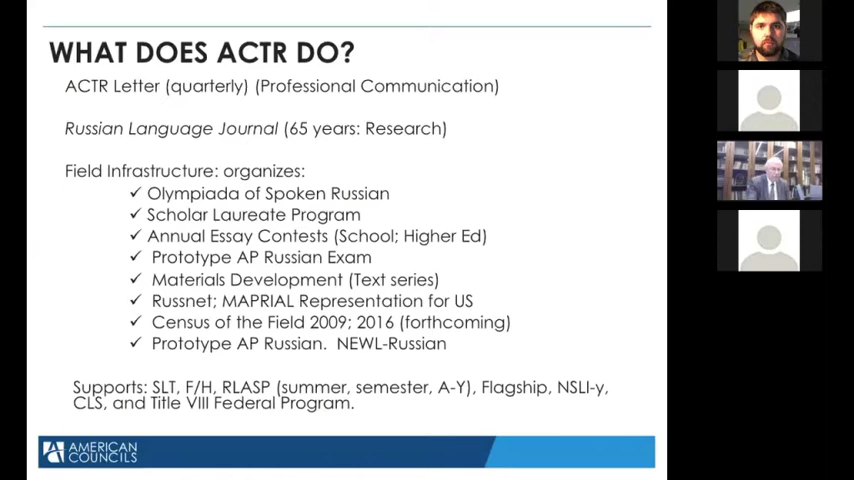 WHAT DOES ACTR DO?
ACTR Letter (quarterly) (Professional Communication)
Russian Language Journal (65 years: Research)
Field Infrastructure: organizes:
✓ Olympiada of Spoken Russian
✓ Scholar Laureate Program
✓ Annual Essay Contests (School; Higher Ed)
✓ Prototype AP Russian Exam
✓ Materials Development (Text series)
✓ Russnet; MAPRIAL Representation for US
✓ Census of the Field 2009; 2016 (forthcoming)
✓ Prototype AP Russian. NEWL-Russian
Supports: SLT, F/H, RLASP (summer, semester, A-Y), Flagship, NSLI-y,
CLS, and Title VIII Federal Program.
AMERICAN
COUNCILS